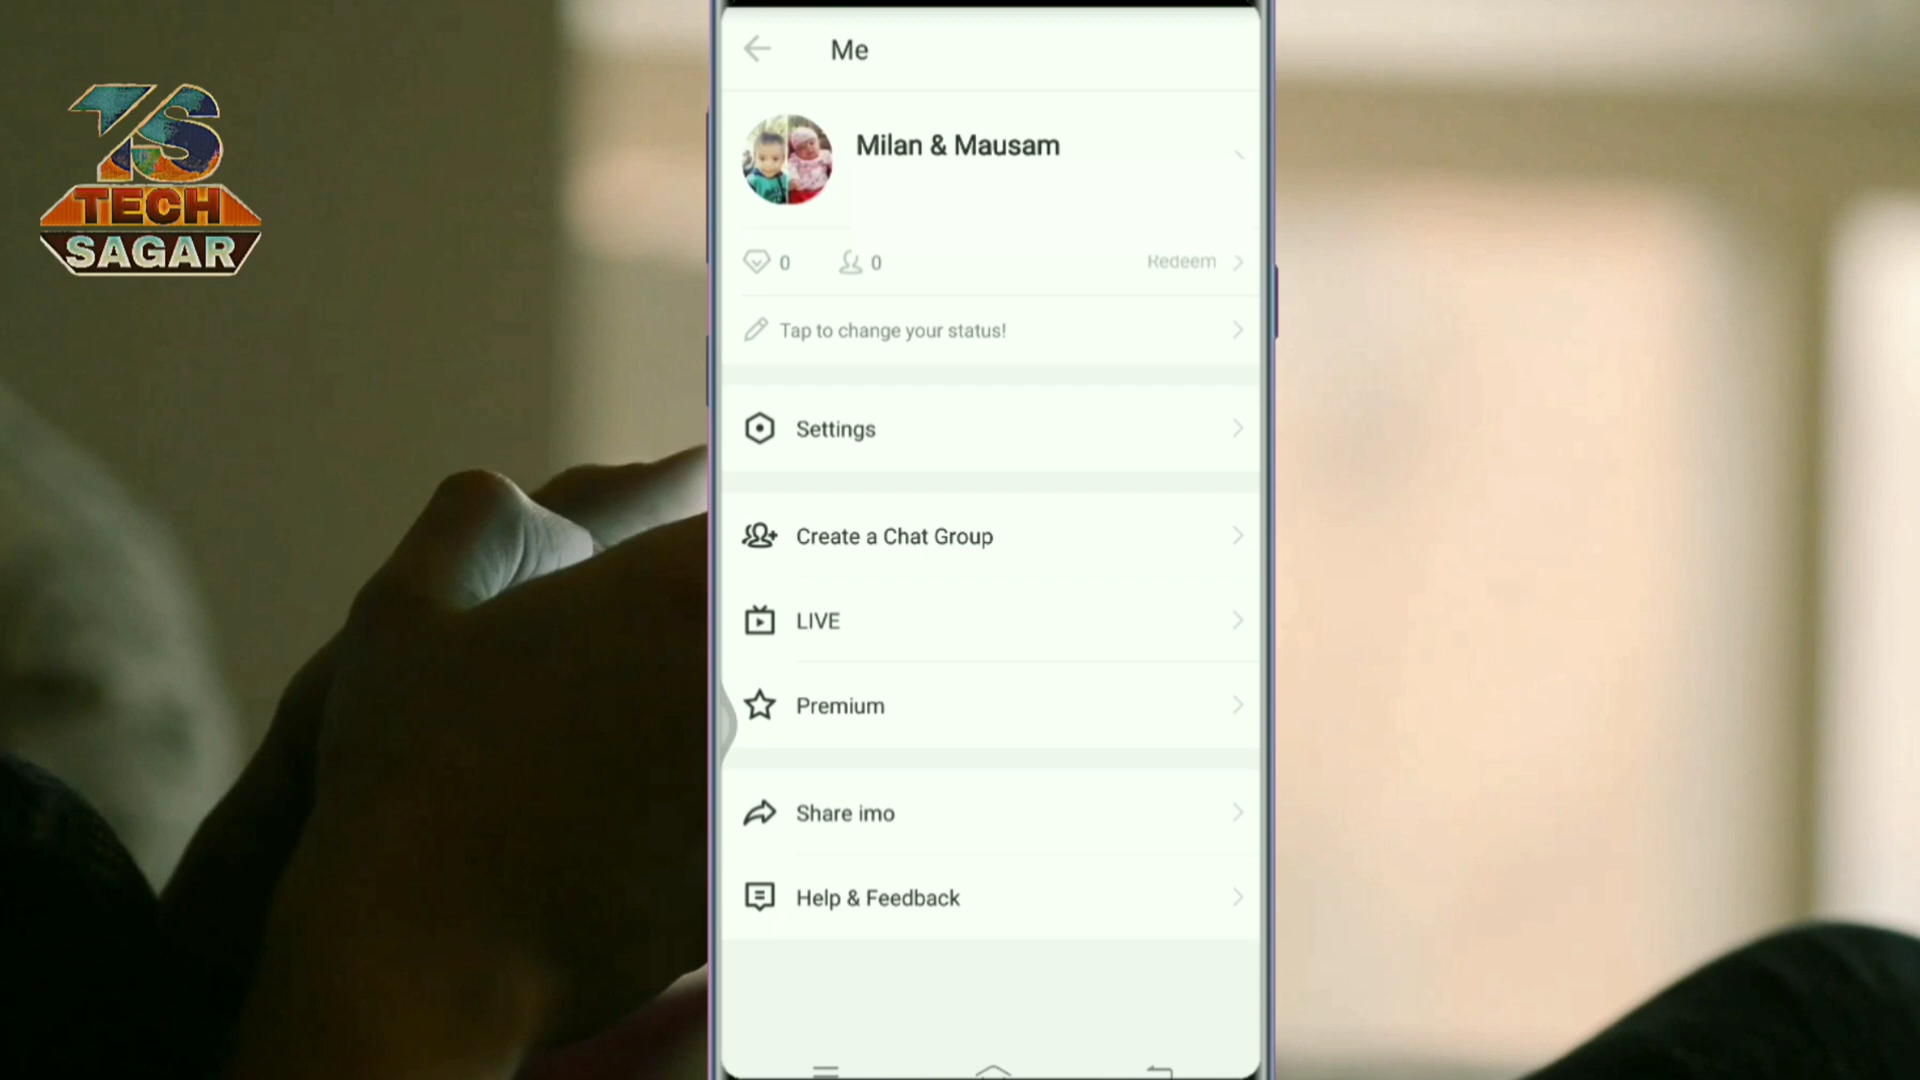 TS
TECH
SAGAR
Me
Milan & Mausam
0
0
Redeem
Tap to change your status!
Settings
Create a Chat Group
LIVE
Premium
Share imo
Help & Feedback